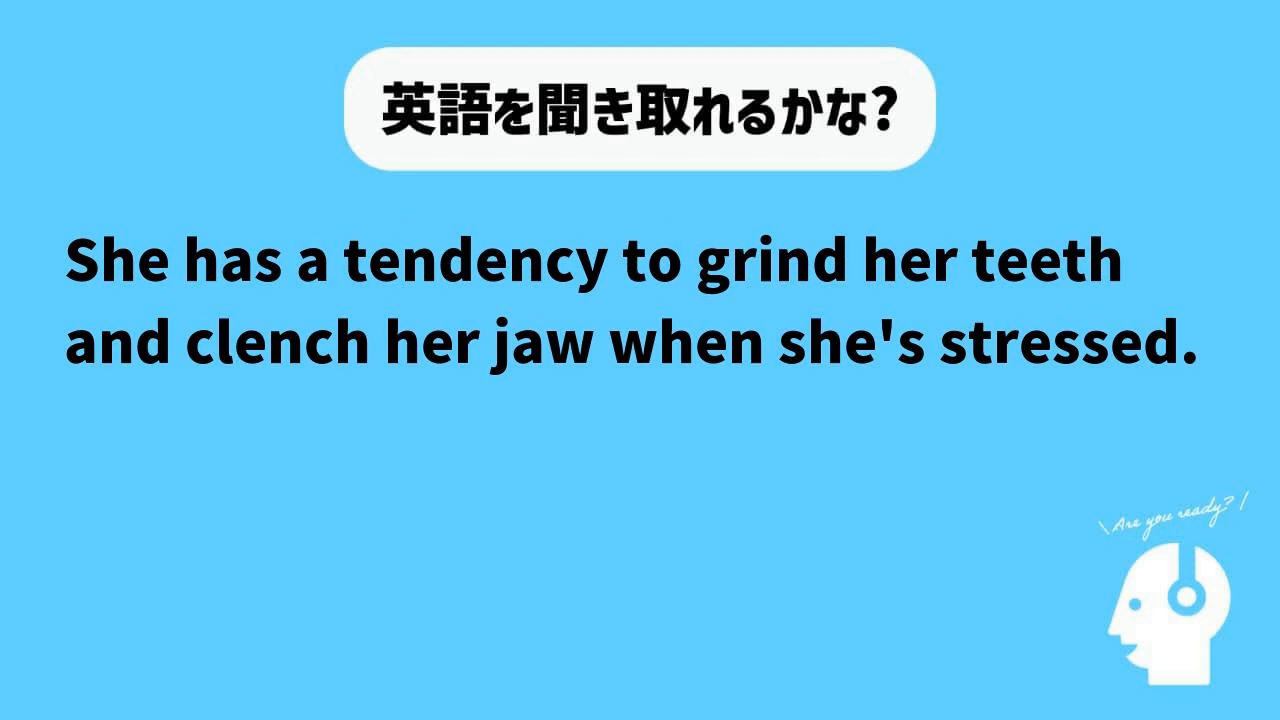 英語を聞き取れるかな?
She has a tendency to grind her teeth
and clench her jaw when she's stressed.
\ Are you ready? /